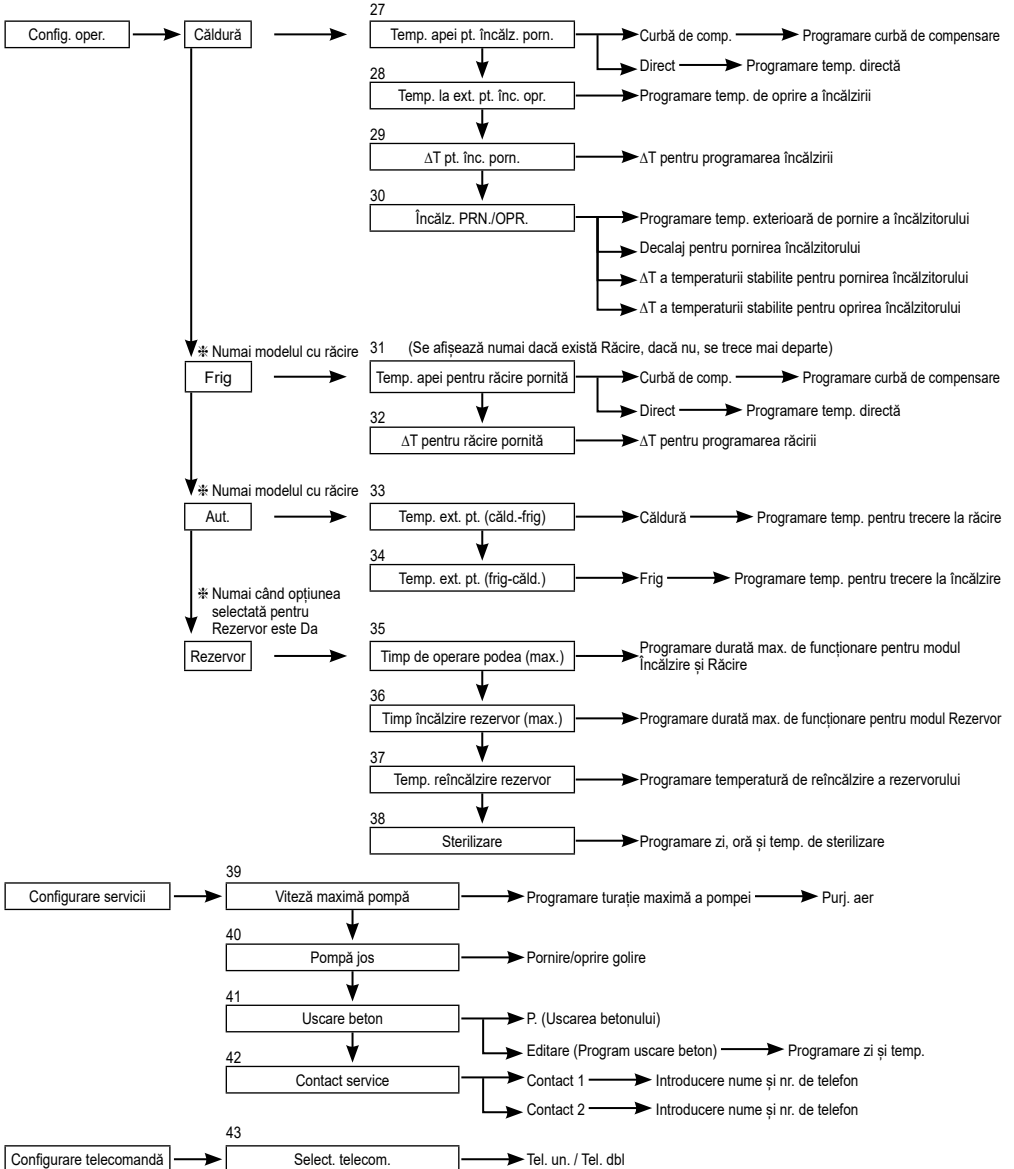 27
Config. oper.
Căldură
Temp. apei pt. încălz. porn.
Curbă de comp.
Programare curbă de compensare
Direct
Programare temp. directă
28
Temp. la ext. pt. înc. opr.
Programare temp. de oprire a încălzirii
29
∆T pt. înc. porn.
∆T pentru programarea încălzirii
30
Încălz. PRN./OPR.
Programare temp. exterioară de pornire a încălzitorului
Decalaj pentru pornirea încălzitorului
∆T a temperaturii stabilite pentru pornirea încălzitorului
∆T a temperaturii stabilite pentru oprirea încălzitorului
❈ Numai modelul cu răcire
31 (Se afișează numai dacă există Răcire, dacă nu, se trece mai departe)
Frig
Temp. apei pentru răcire pornită
Curbă de comp.
Programare curbă de compensare
Direct
Programare temp. directă
32
∆T pentru răcire pornită
∆T pentru programarea răcirii
❈ Numai modelul cu răcire
33
Aut.
Temp. ext. pt. (căld.-frig)
Căldură
Programare temp. pentru trecere la răcire
34
Temp. ext. pt. (frig-căld.)
Frig
Programare temp. pentru trecere la încălzire
❈ Numai când opțiunea
selectată pentru
Rezervor este Da
35
Rezervor
Timp de operare podea (max.)
Programare durată max. de funcționare pentru modul
Încălzire și Răcire
36
Timp încălzire rezervor (max.)
Programare durată max. de funcționare pentru modul Rezervor
37
Temp. reîncălzire rezervor
Programare temperatură de reîncălzire a rezervorului
38
Sterilizare
Programare zi, oră și temp. de sterilizare
39
Configurare servicii
Viteză maximă pompă
Programare turație maximă a pompei
Purj. aer
40
Pompă jos
Pornire/oprire golire
41
Uscare beton
P. (Uscarea betonului)
Editare (Program uscare beton)
Programare zi și temp.
42
Contact service
Contact 1
Introducere nume și nr. de telefon
Contact 2
Introducere nume și nr. de telefon
43
Configurare telecomandă
Select. telecom.
Tel. un. / Tel. dbl